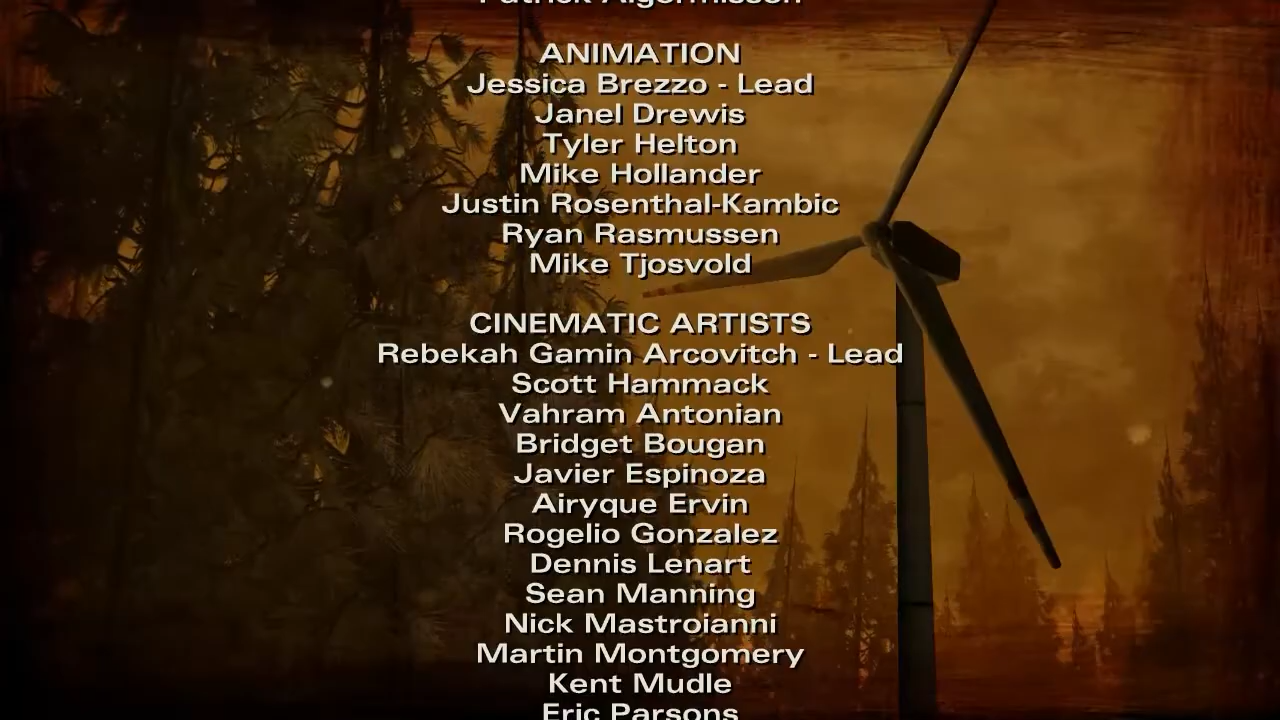 Patrick Algermissen
ANIMATION
Jessica Brezzo - Lead
Janel Drewis
Tyler Helton
Mike Hollander
Justin Rosenthal-Kambic
Ryan Rasmussen
Mike Tjosvold
CINEMATIC ARTISTS
Rebekah Gamin Arcovitch - Lead
Scott Hammack
Vahram Antonian
Bridget Bougan
Javier Espinoza
Airyque Ervin
Rogelio Gonzalez
Dennis Lenart
Sean Manning
Nick Mastroianni
Martin Montgomery
Kent Mudle
Eric Parsons